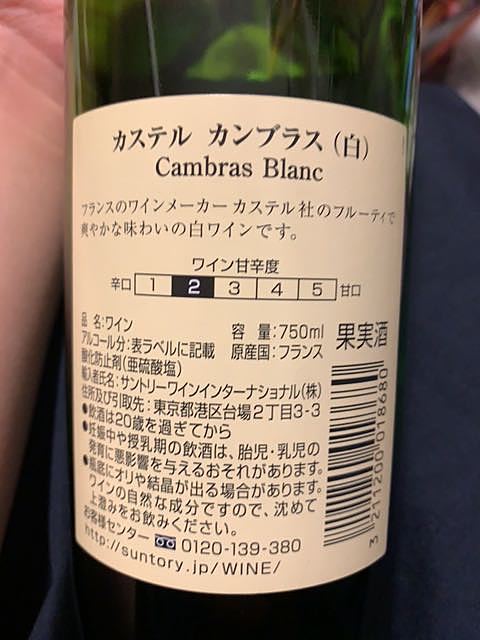 カステル カンブラス（白）
Cambras Blanc
フランスのワインメーカー カステル 社 のフルーティで
爽やかな味わいの白ワインです。
ワイン甘辛度
辛口 1 2 3 4 5 甘口
品 名:ワイン 容 量:750ml
アルコール分:表ラベルに記載 原産国:フランス
果実酒
酸化防止剤(亜硫酸塩)
輸入者氏名:サントリーワインインターナショナル(株)
住所及び引取先:東京都港区台場2丁目3-3
●飲酒は20歳を過ぎてから
●妊娠中や授乳期の飲酒は、胎児・乳児の
発育に悪影響を与えるおそれがあります。
●瓶底にオリや結晶が出る場合があります。
ワインの自然な成分ですので、沈めて
上澄みをお飲みください。
お客様センター 0120-139-380
http://suntory.jp/WINE/
3 211200 018680